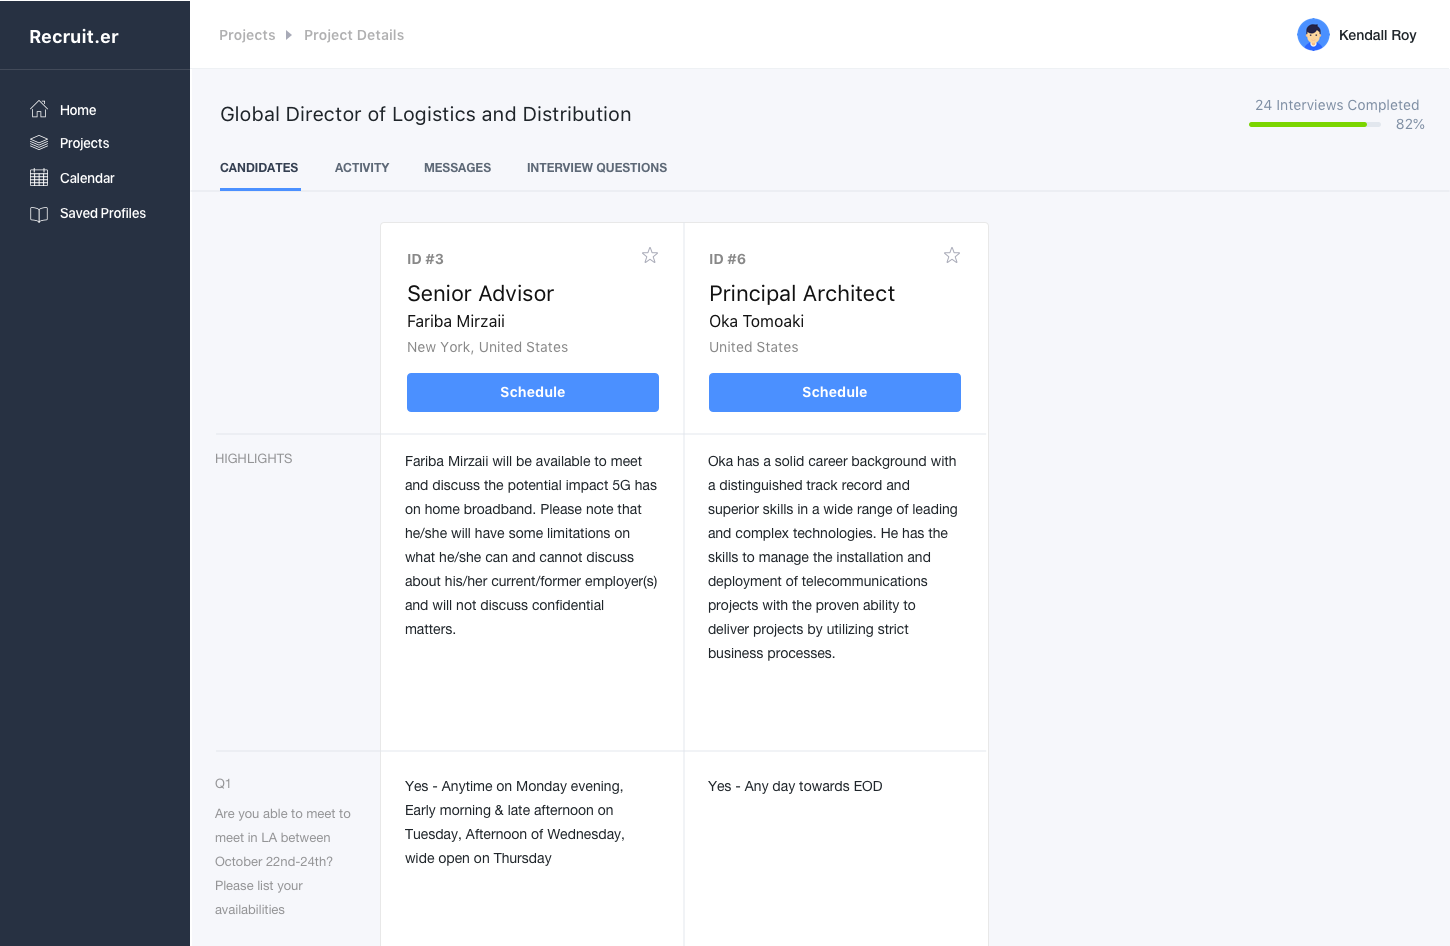 Recruit.er
Projects
Project Details
Kendall Roy
Home
Projects
Calendar
Saved Profiles
Global Director of Logistics and Distribution
24 Interviews Completed
82%
CANDIDATES
ACTIVITY
MESSAGES
INTERVIEW QUESTIONS
ID #3
Senior Advisor
Fariba Mirzaii
New York, United States
Schedule
ID #6
Principal Architect
Oka Tomoaki
United States
Schedule
HIGHLIGHTS
Fariba Mirzaii will be available to meet
and discuss the potential impact 5G has
on home broadband. Please note that
he/she will have some limitations on
what he/she can and cannot discuss
about his/her current/former employer(s)
and will not discuss confidential
matters.
Oka has a solid career background with
a distinguished track record and
superior skills in a wide range of leading
and complex technologies. He has the
skills to manage the installation and
deployment of telecommunications
projects with the proven ability to
deliver projects by utilizing strict
business processes.
Q1
Are you able to meet to
meet in LA between
October 22nd-24th?
Please list your
availabilities
Yes - Anytime on Monday evening,
Early morning & late afternoon on
Tuesday, Afternoon of Wednesday,
wide open on Thursday
Yes - Any day towards EOD